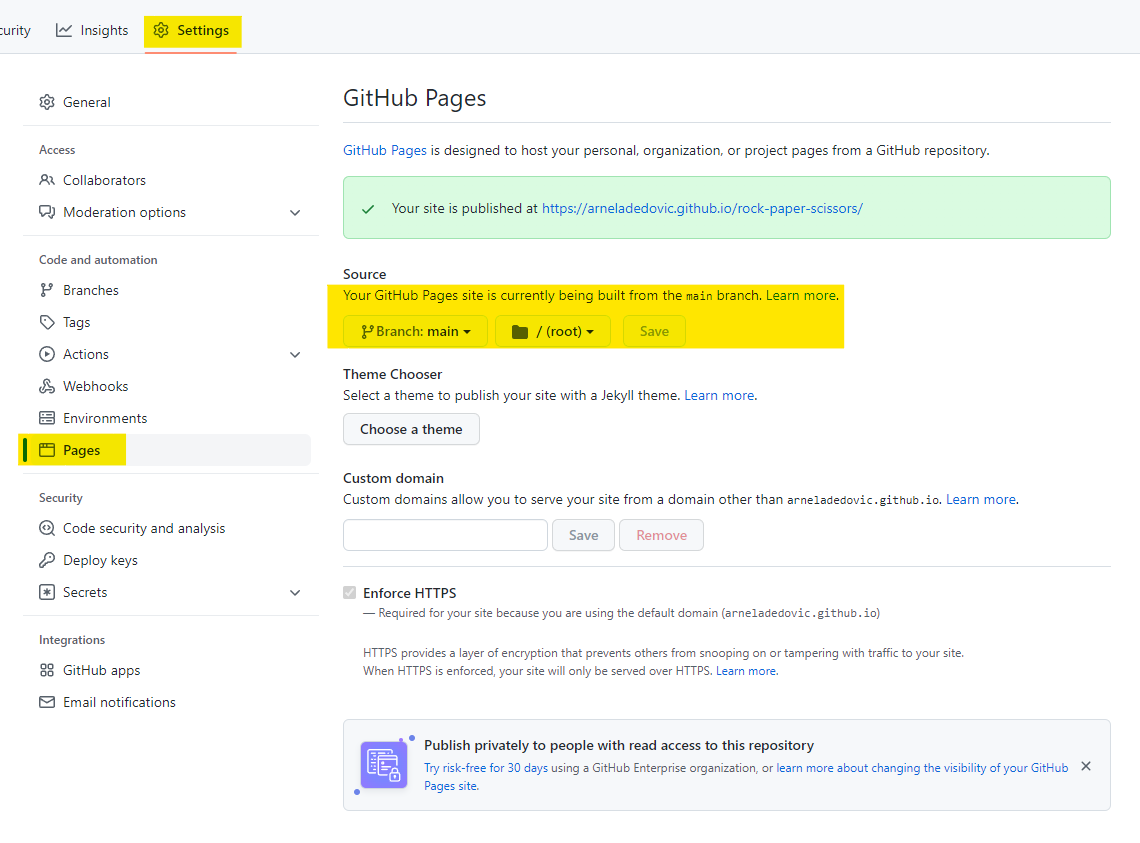 curity Insights Settings
General
Access
Collaborators
Moderation options
Code and automation
Branches
Tags
Actions
Webhooks
Environments
Pages
Security
Code security and analysis
Deploy keys
Secrets
Integrations
GitHub apps
Email notifications
GitHub Pages
GitHub Pages is designed to host your personal, organization, or project pages from a GitHub repository.
Your site is published at https://arneladedovic.github.io/rock-paper-scissors/
Source
Your GitHub Pages site is currently being built from the main branch. Learn more.
Branch: main / (root) Save
Theme Chooser
Select a theme to publish your site with a Jekyll theme. Learn more.
Choose a theme
Custom domain
Custom domains allow you to serve your site from a domain other than arneladedovic.github.io. Learn more.
Save Remove
Enforce HTTPS
— Required for your site because you are using the default domain (arneladedovic.github.io)
HTTPS provides a layer of encryption that prevents others from snooping on or tampering with traffic to your site.
When HTTPS is enforced, your site will only be served over HTTPS. Learn more.
Publish privately to people with read access to this repository
Try risk-free for 30 days using a GitHub Enterprise organization, or learn more about changing the visibility of your GitHub
Pages site.